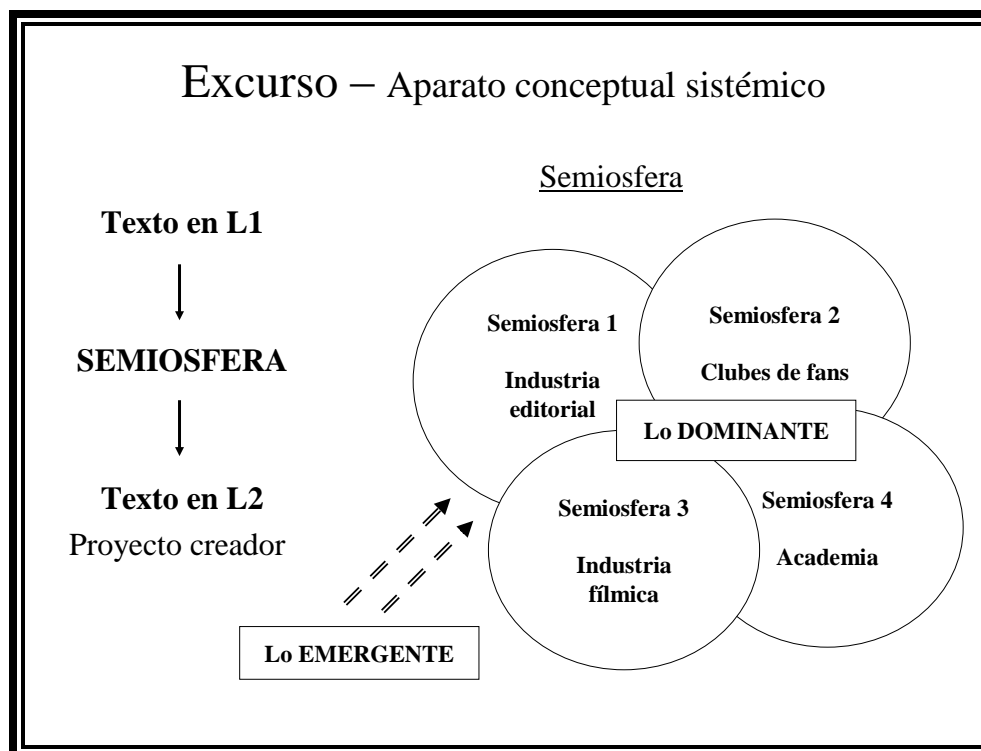 Excurso – Aparato conceptual sistémico
Texto en L1
SEMIOSFERA
Texto en L2
Proyecto creador
Semiosfera
Semiosfera 1
Industria
editorial
Semiosfera 2
Clubes de fans
Lo DOMINANTE
Semiosfera 3
Industria
fílmica
Semiosfera 4
Academia
Lo EMERGENTE